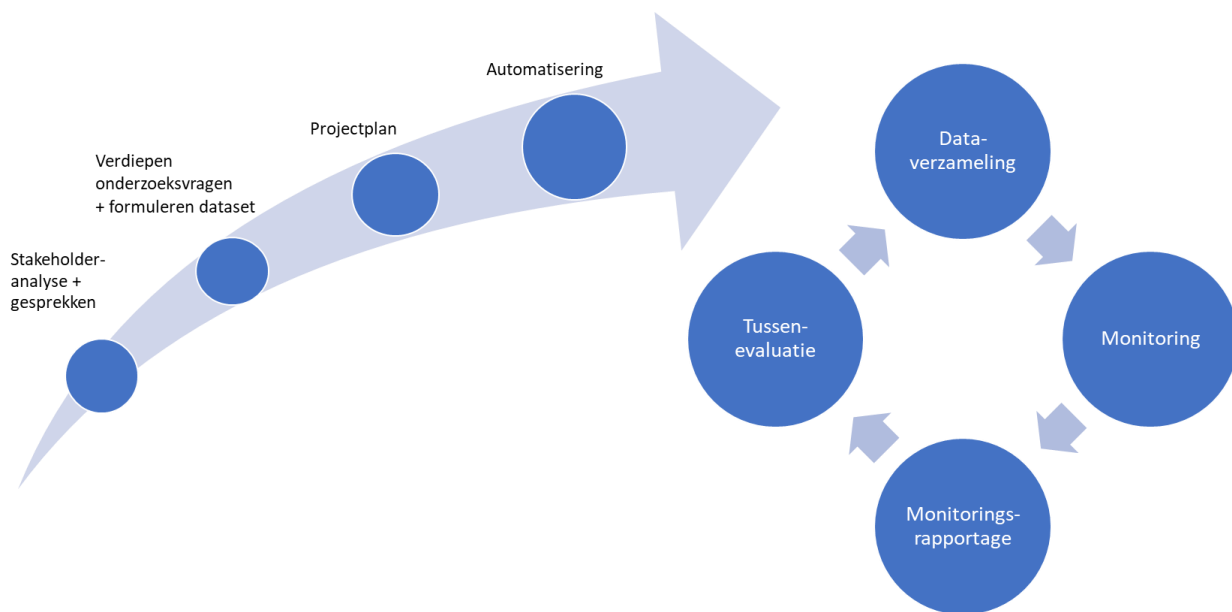 Stakeholder-
analyse +
gesprekken
Verdiepen
onderzoeksvragen
+ formuleren dataset
Projectplan
Automatisering
Data-
verzameling
Monitoring
Monitorings-
rapportage
Tussen-
evaluatie